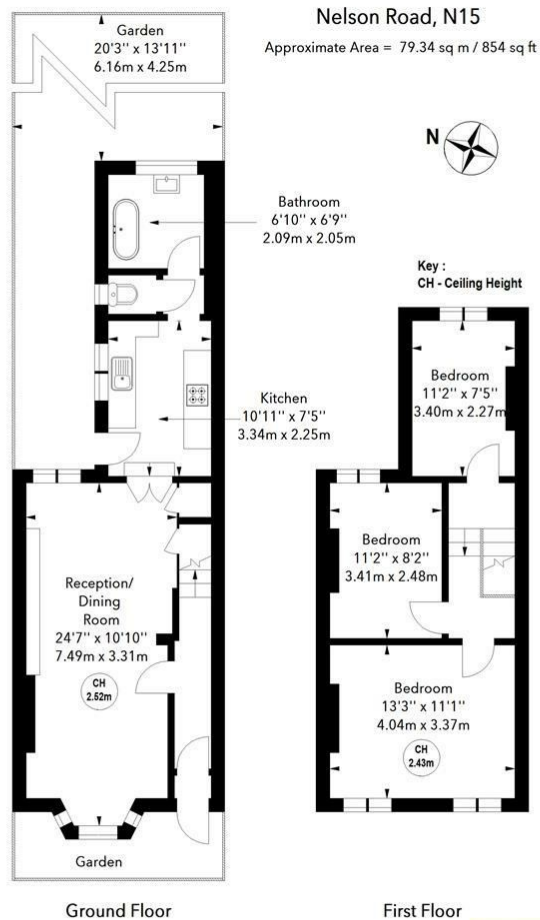 Nelson Road, N15
Approximate Area = 79.34 sq m / 854 sq ft
Garden
20'3'' x 13'11''
6.16m x 4.25m
N
Bathroom
6'10'' x 6'9''
2.09m x 2.05m
Key :
CH - Ceiling Height
Kitchen
10'11'' x 7'5''
3.34m x 2.25m
Bedroom
11'2'' x 7'5''
3.40m x 2.27m
Bedroom
11'2'' x 8'2''
3.41m x 2.48m
Reception/
Dining
Room
24'7'' x 10'10''
7.49m x 3.31m
CH
2.52m
Bedroom
13'3'' x 11'1''
4.04m x 3.37m
CH
2.43m
Garden
Ground Floor
First Floor